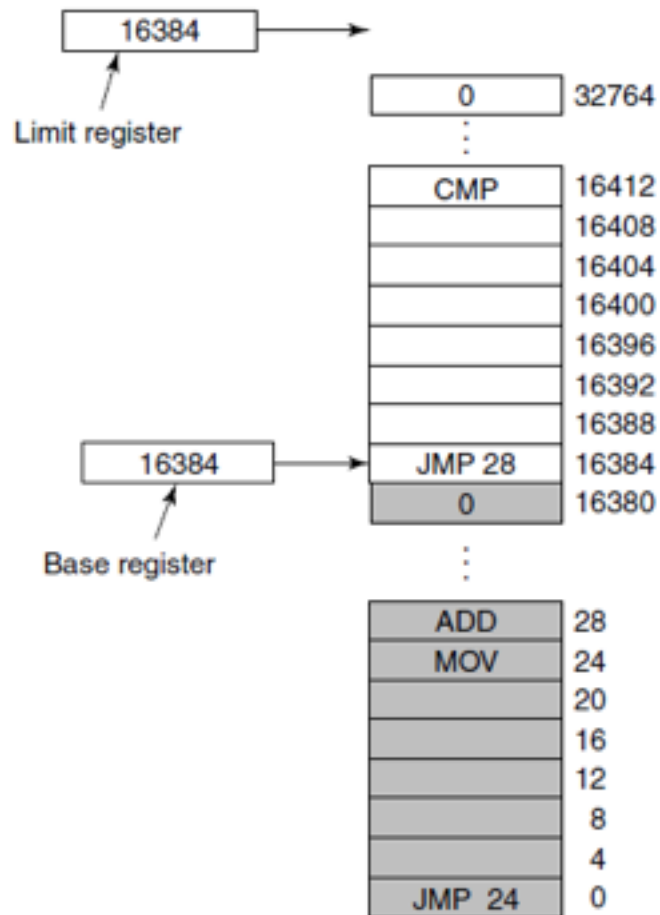 16384
Limit register
0 32764
CMP 16412
16408
16404
16400
16396
16392
16388
16384 JMP 28 16384
0 16380
Base register
ADD 28
MOV 24
20
16
12
8
4
JMP 24 0